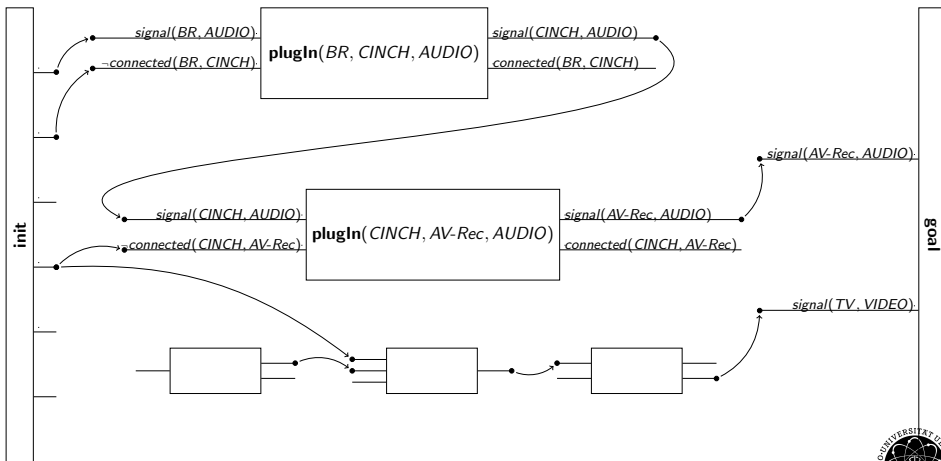 signal(BR, AUDIO)
¬connected(BR, CINCH)
plugIn(BR, CINCH, AUDIO)
signal(CINCH, AUDIO)
connected(BR, CINCH)
signal(AV-Rec, AUDIO)
init
signal(CINCH, AUDIO)
¬connected(CINCH, AV-Rec)
plugIn(CINCH, AV-Rec, AUDIO)
signal(AV-Rec, AUDIO)
connected(CINCH, AV-Rec)
goal
signal(TV, VIDEO)